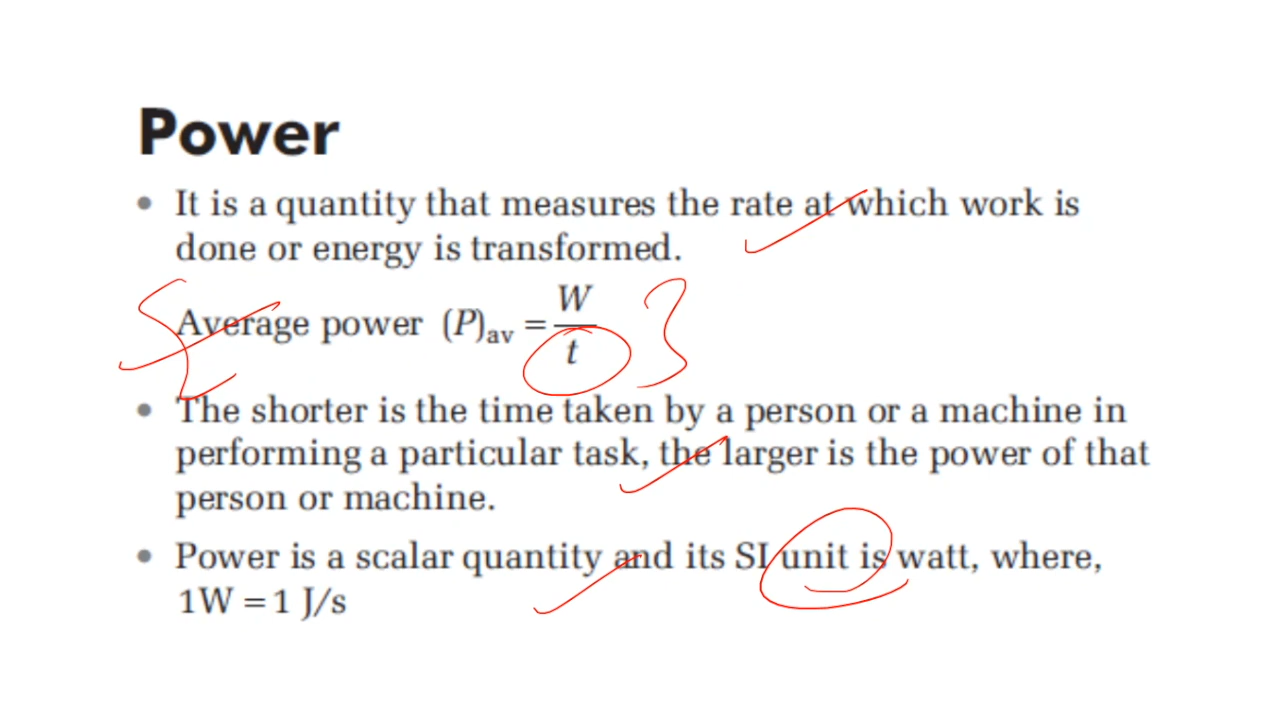 Power
• It is a quantity that measures the rate at which work is
done or energy is transformed.
Average power (P)av = W/t
• The shorter is the time taken by a person or a machine in
performing a particular task, the larger is the power of that
person or machine.
• Power is a scalar quantity and its SI unit is watt, where,
1W = 1 J/s